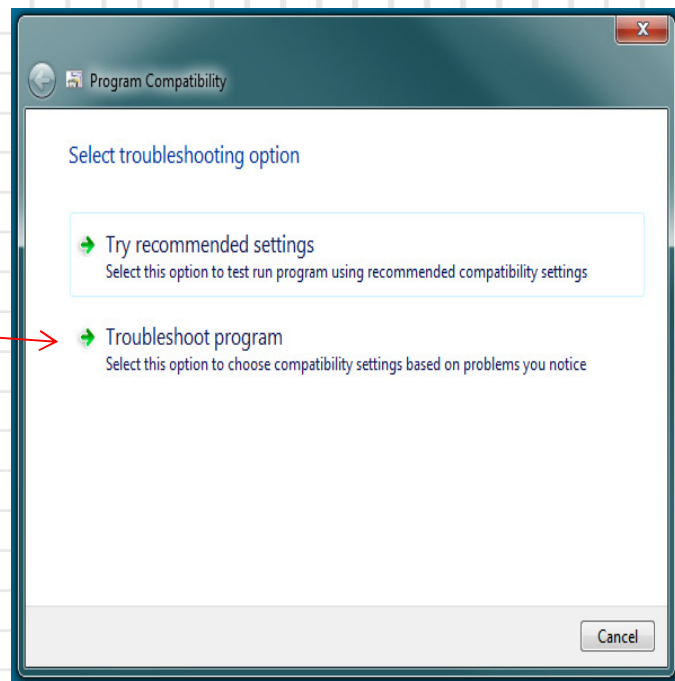 X
Program Compatibility
Select troubleshooting option
Try recommended settings
Select this option to test run program using recommended compatibility settings
Troubleshoot program
Select this option to choose compatibility settings based on problems you notice
Cancel